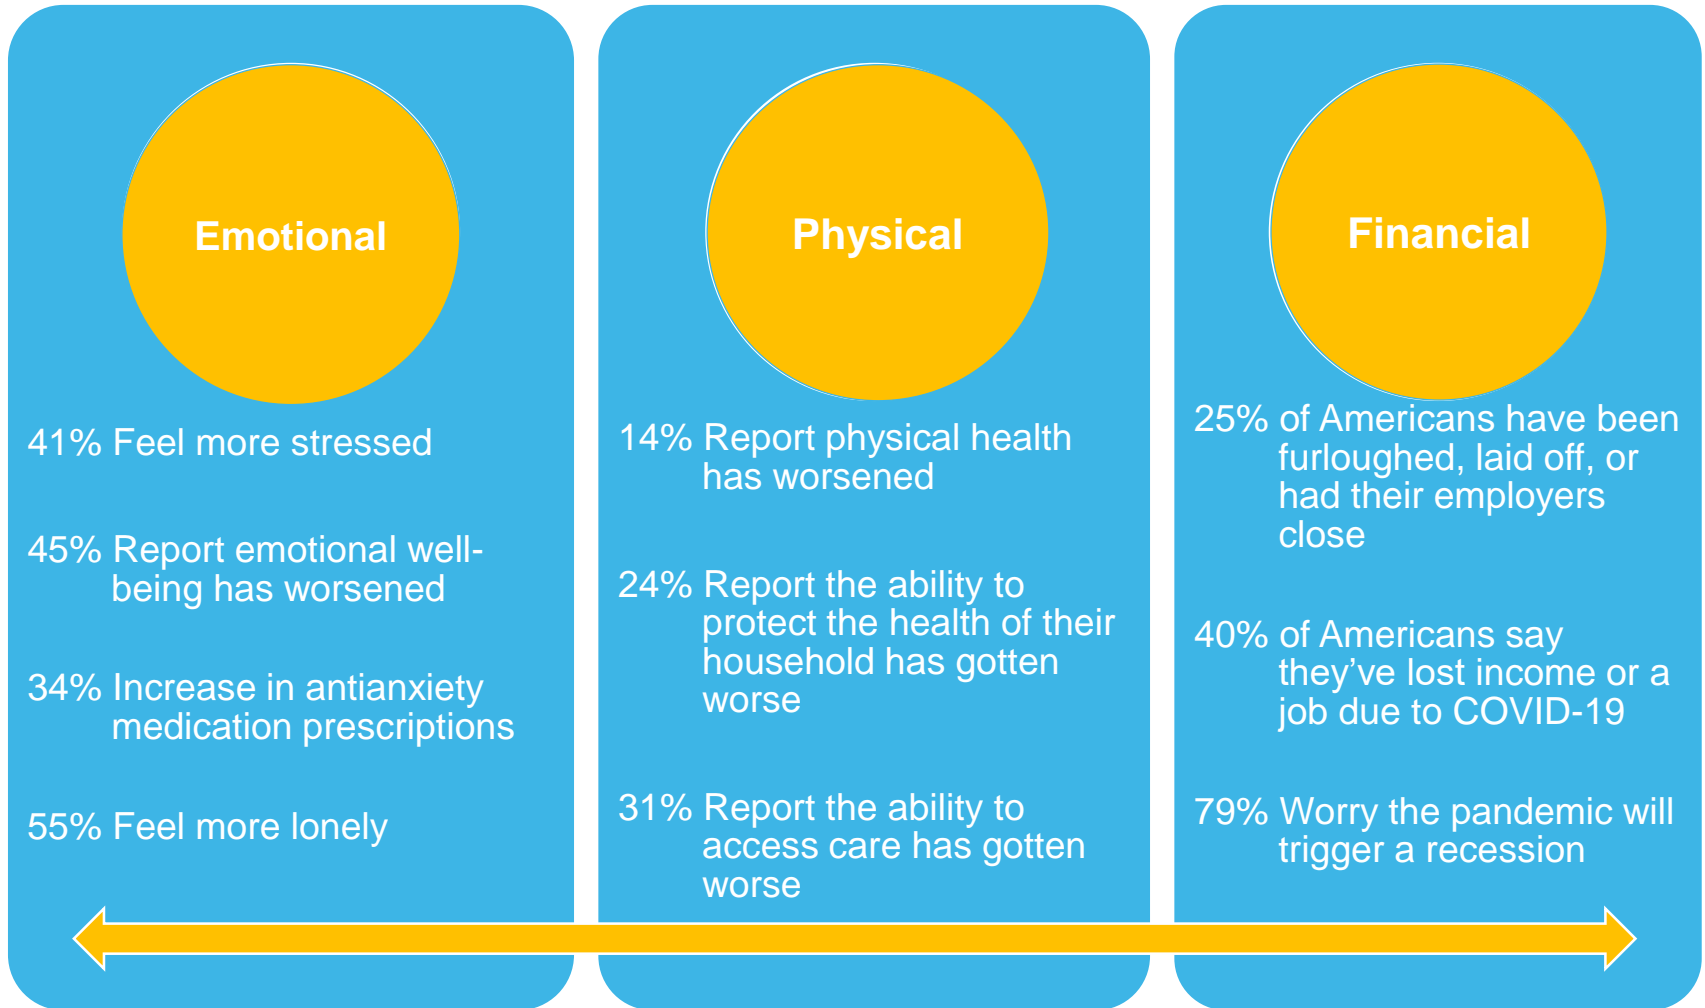 Emotional
41% Feel more stressed
45% Report emotional well-
being has worsened
34% Increase in antianxiety
medication prescriptions
55% Feel more lonely
Physical
14% Report physical health
has worsened
24% Report the ability to
protect the health of their
household has gotten
worse
31% Report the ability to
access care has gotten
worse
Financial
25% of Americans have been
furloughed, laid off, or
had their employers
close
40% of Americans say
they’ve lost income or a
job due to COVID-19
79% Worry the pandemic will
trigger a recession